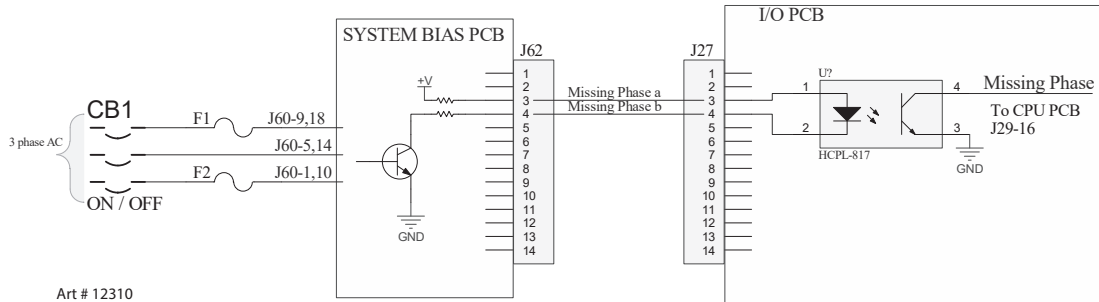 I/O PCB
SYSTEM BIAS PCB
J62
J27
+V
1
2
3
4
5
6
7
8
9
10
11
12
13
14
Missing Phase a
Missing Phase b
1
2
3
4
5
6
7
8
9
10
11
12
13
14
U?
1
2
4
3
HCPL-817
GND
Missing Phase
To CPU PCB
J29-16
CB1
3 phase AC
F1
J60-9,18
J60-5,14
F2
J60-1,10
ON / OFF
GND
Art # 12310